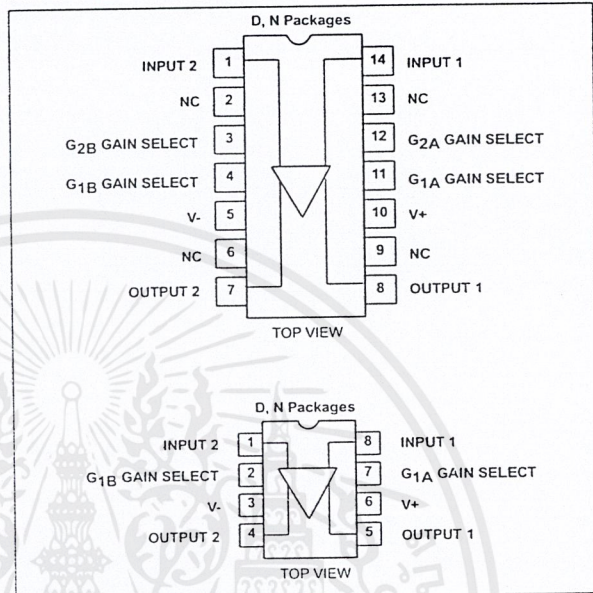 D, N Packages
INPUT 2 1 14 INPUT 1
NC 2 13 NC
G2B GAIN SELECT 3 12 G2A GAIN SELECT
G1B GAIN SELECT 4 11 G1A GAIN SELECT
V- 5 10 V+
NC 6 9 NC
OUTPUT 2 7 8 OUTPUT 1
TOP VIEW
D, N Packages
INPUT 2 1 8 INPUT 1
G1B GAIN SELECT 2 7 G1A GAIN SELECT
V- 3 6 V+
OUTPUT 2 4 5 OUTPUT 1
TOP VIEW